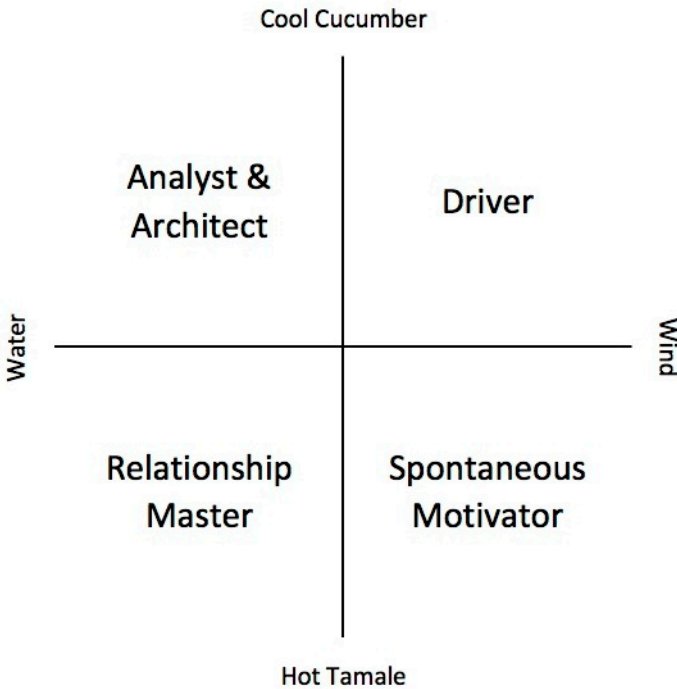 Cool Cucumber
Analyst &
Architect
Driver
Water
Wind
Relationship
Master
Spontaneous
Motivator
Hot Tamale